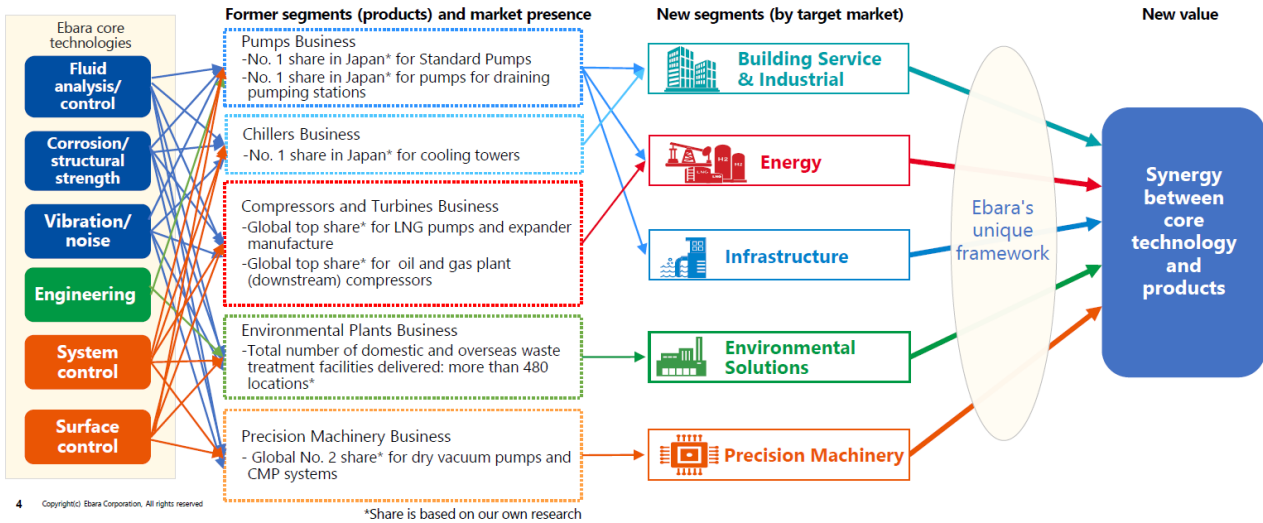 Former segments (products) and market presence
New segments (by target market)
New value
Ebara core
technologies
Fluid
analysis/
control
Corrosion/
structural
strength
Vibration/
noise
Engineering
System
control
Surface
control
Pumps Business
-No. 1 share in Japan* for Standard Pumps
-No. 1 share in Japan* for pumps for draining
pumping stations
Chillers Business
-No. 1 share in Japan* for cooling towers
Compressors and Turbines Business
-Global top share* for LNG pumps and expander
manufacture
-Global top share* for oil and gas plant
(downstream) compressors
Environmental Plants Business
-Total number of domestic and overseas waste
treatment facilities delivered: more than 480
locations*
Precision Machinery Business
- Global No. 2 share* for dry vacuum pumps and
CMP systems
Building Service
& Industrial
H2
H2
LNG
Energy
Infrastructure
Environmental
Solutions
Precision Machinery
Ebara's
unique
framework
Synergy
between
core
technology
and
products
4 Copyright(c) Ebara Corporation, All rights reserved
*Share is based on our own research